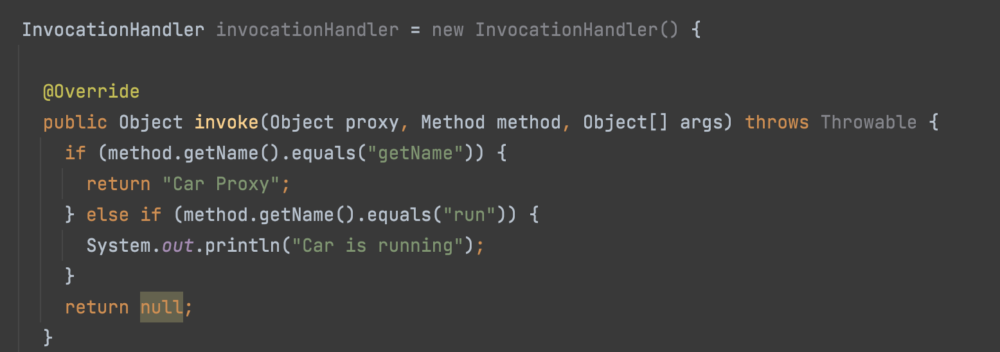 InvocationHandler invocationHandler = new InvocationHandler() {
@Override
public Object invoke(Object proxy, Method method, Object[] args) throws Throwable {
if (method.getName().equals("getName")) {
return "Car Proxy";
} else if (method.getName().equals("run")) {
System.out.println("Car is running");
}
return null;
}